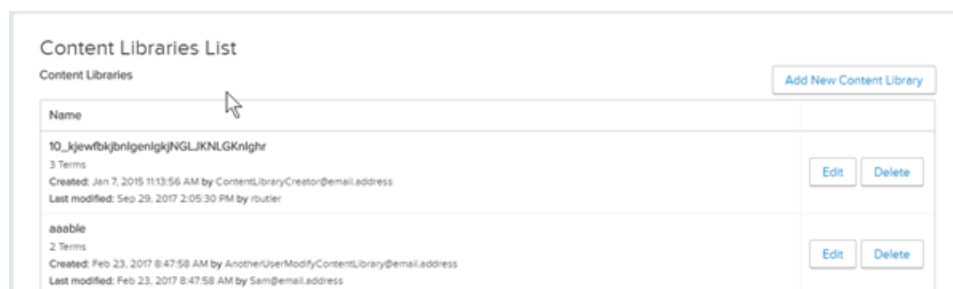 Content Libraries List
Content Libraries
Add New Content Library
Name
10_kjewfbkjbnlgenlgkjNGLJKNLGKnlghr
3 Terms
Created: Jan 7, 2015 11:13:56 AM by ContentLibraryCreator@email.address
Last modified: Sep 29, 2017 2:05:30 PM by rbutler
Edit
Delete
aaable
2 Terms
Created: Feb 23, 2017 8:47:58 AM by AnotherUserModifyContentLibrary@email.address
Last modified: Feb 23, 2017 8:47:58 AM by Sam@email.address
Edit
Delete